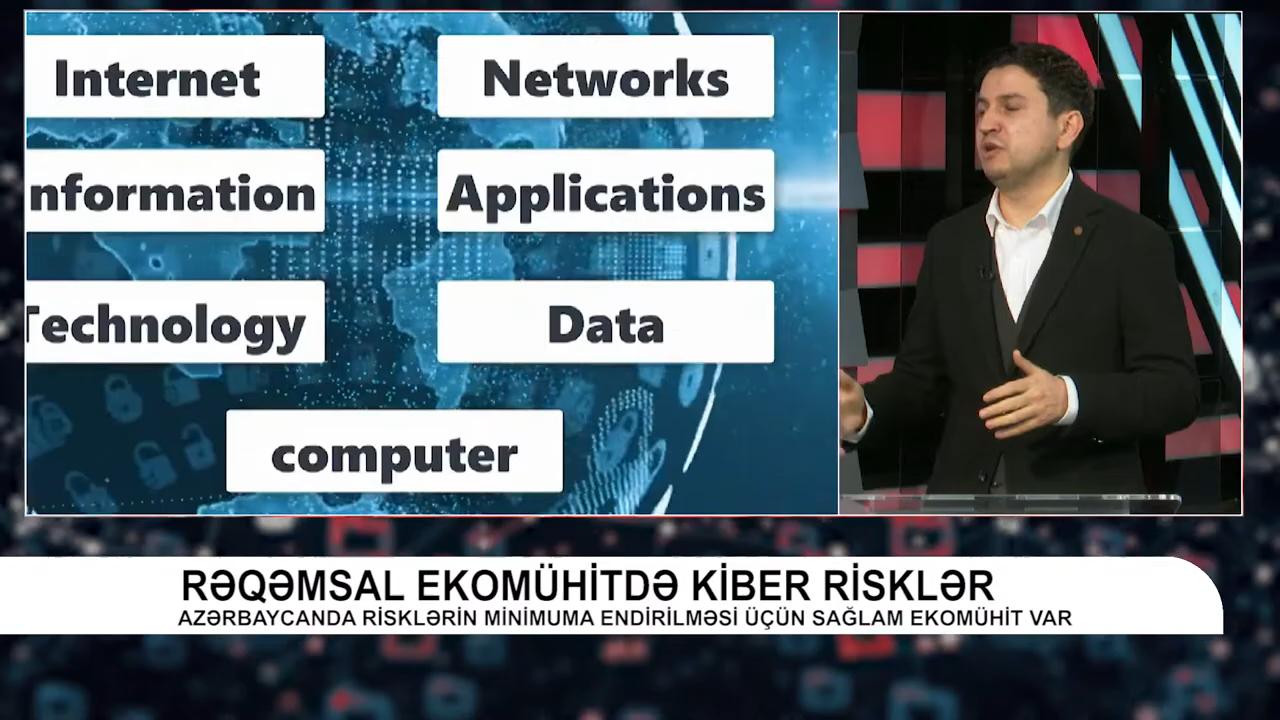 Internet
Networks
nformation
Applications
Technology
Data
computer
RƏQƏMSAL EKOMÜHİTDƏ KİBER RİSKLƏR
AZƏRBAYCANDA RİSKLƏRİN MİNİMUMA ENDİRİLMƏSİ ÜÇÜN SAĞLAM EKOMÜHİT VAR